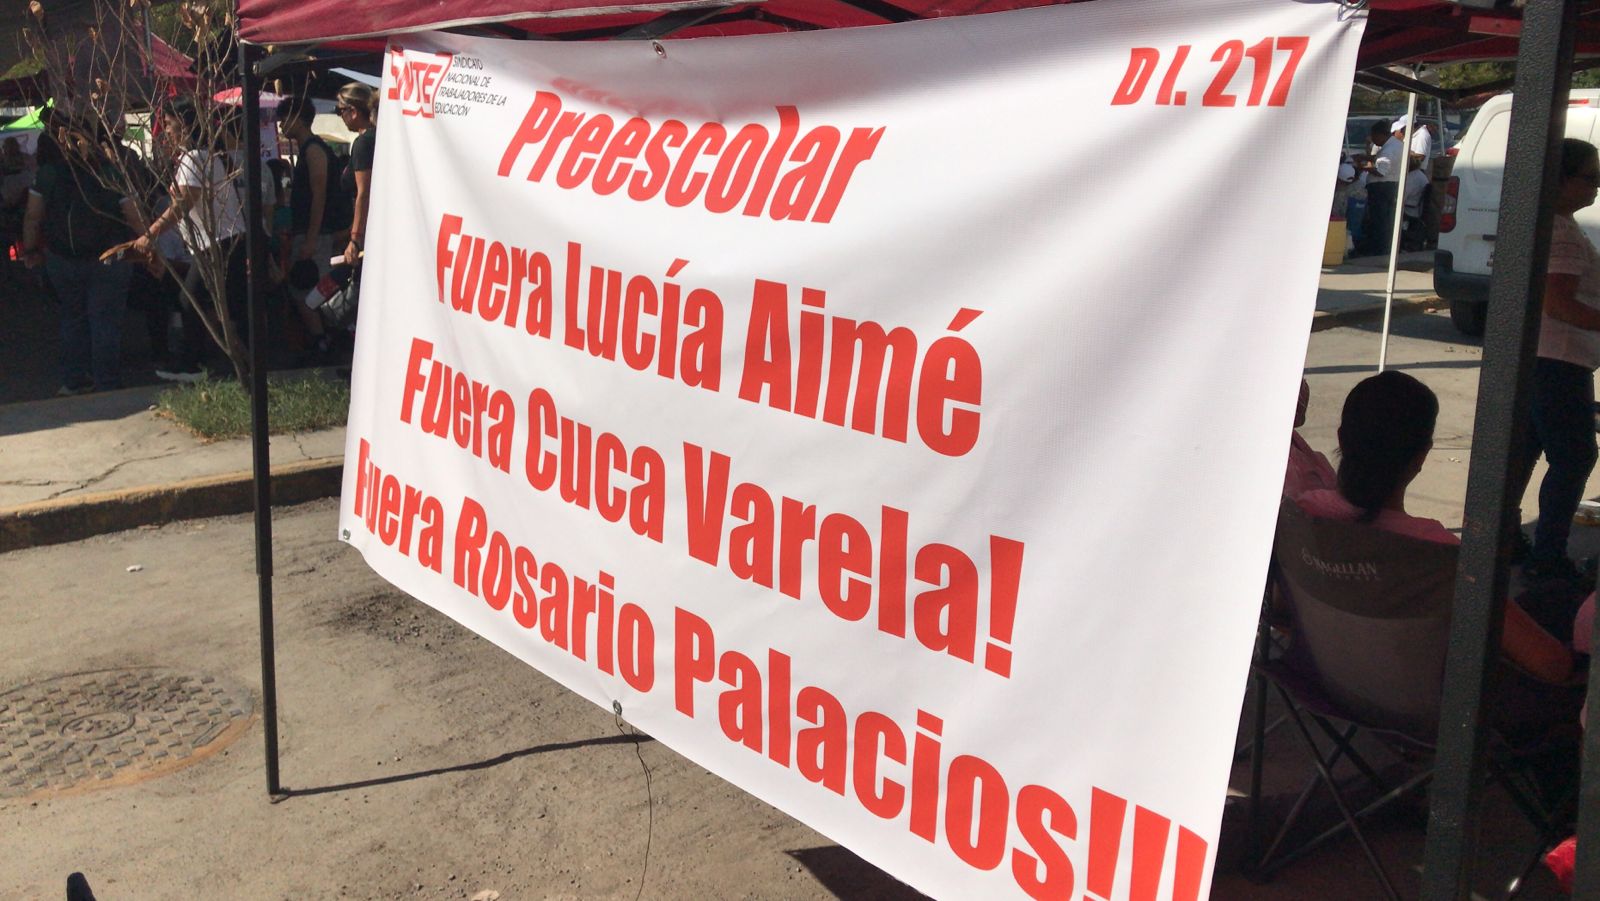 SNTE
SINDICATO
NACIONAL DE
TRABAJADORES DE LA
EDUCACIÓN
D I. 217
Preescolar
Fuera Lucía Aimé
Fuera Cuca Varela!
Fuera Rosario Palacios!!!
MAGELLAN